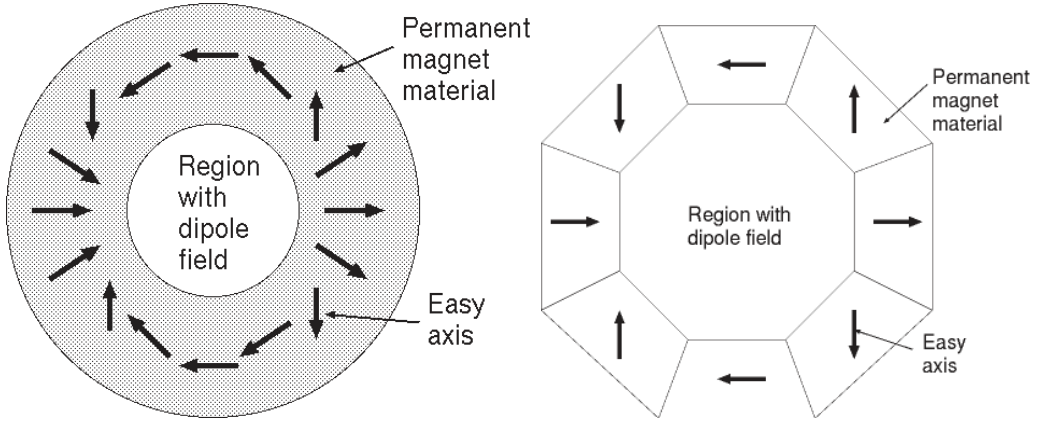 Permanent
magnet
material
Region
with
dipole
field
Easy
axis
Permanent
magnet
material
Region with
dipole field
Easy
axis